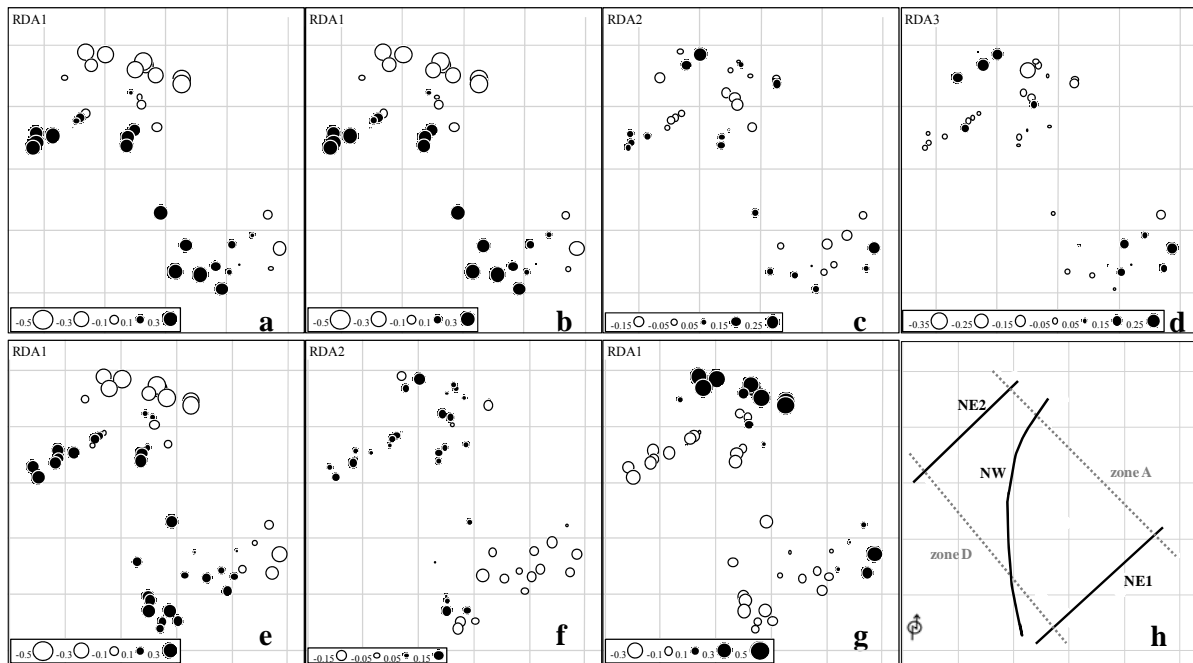 RDA1
RDA1
RDA2
RDA3
-0.5 -0.3 -0.1 0.1 0.3
a
-0.5 -0.3 -0.1 0.1 0.3
b
-0.15 -0.05 0.05 0.15 0.25
c
-0.35 -0.25 -0.15 -0.05 0.05 0.15 0.25
d
RDA1
RDA2
RDA1
NE2
NW
zone A
zone D
NE1
-0.5 -0.3 -0.1 0.1 0.3
e
-0.15 -0.05 0.05 0.15
f
-0.3 -0.1 0.1 0.3 0.5
g
h